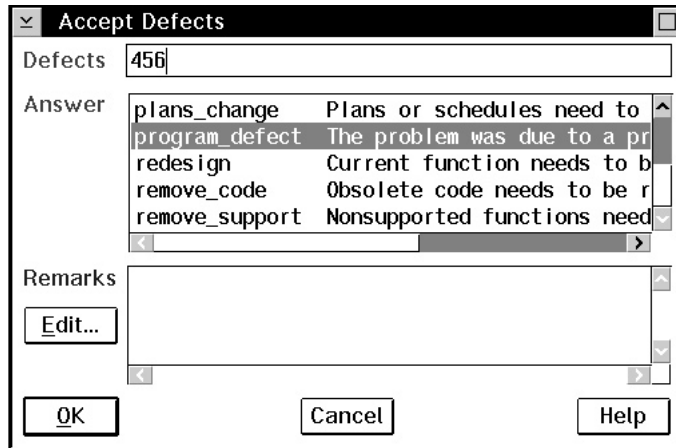 Accept Defects
Defects 456
Answer
plans_change Plans or schedules need to
program_defect The problem was due to a pr
redesign Current function needs to b
remove_code Obsolete code needs to be r
remove_support Nonsupported functions need
Remarks
Edit...
OK Cancel Help